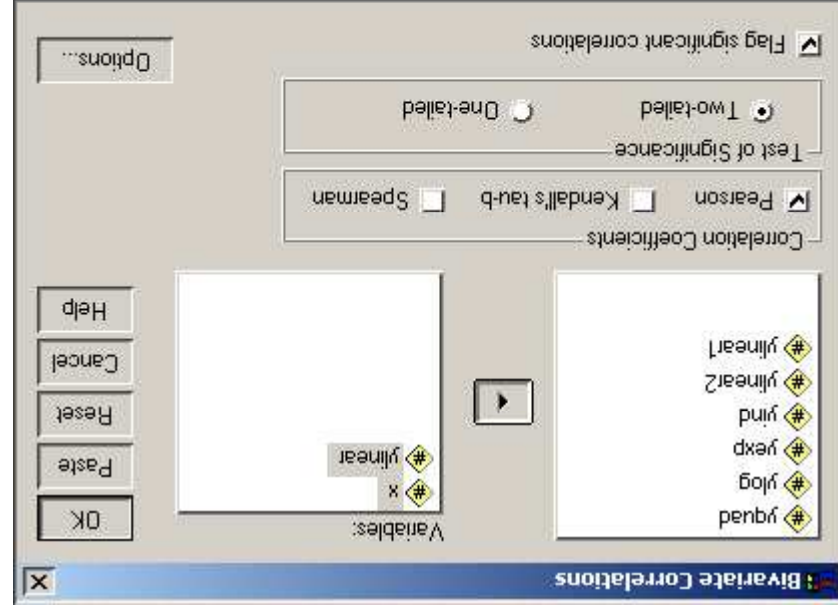 Bivariate Correlations
yquad
ylog
yexp
yind
ylinear2
ylinear1
Variables:
x
ylinear
OK
Paste
Reset
Cancel
Help
Correlation Coefficients
Pearson
Kendall's tau-b
Spearman
Test of Significance
Two-tailed
One-tailed
Flag significant correlations
Options...